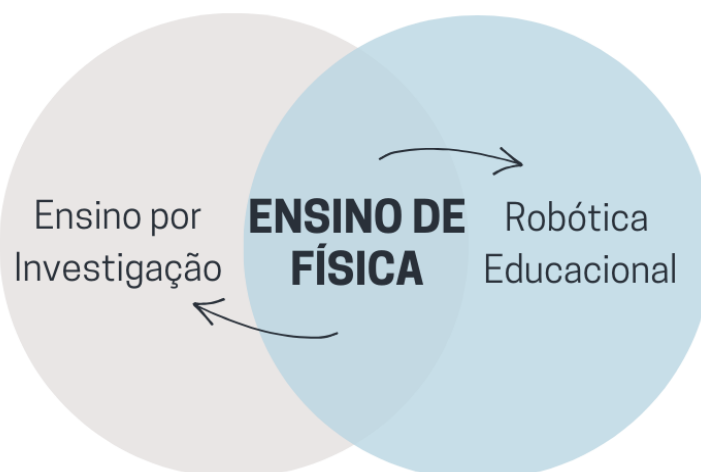 Ensino por
Investigação
ENSINO DE
FÍSICA
Robótica
Educacional